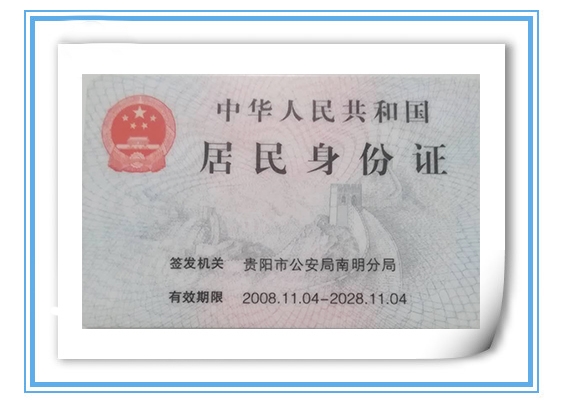 中华人民共和国
居民身份证
签发机关 贵阳市公安局南明分局
有效期限 2008.11.04-2028.11.04